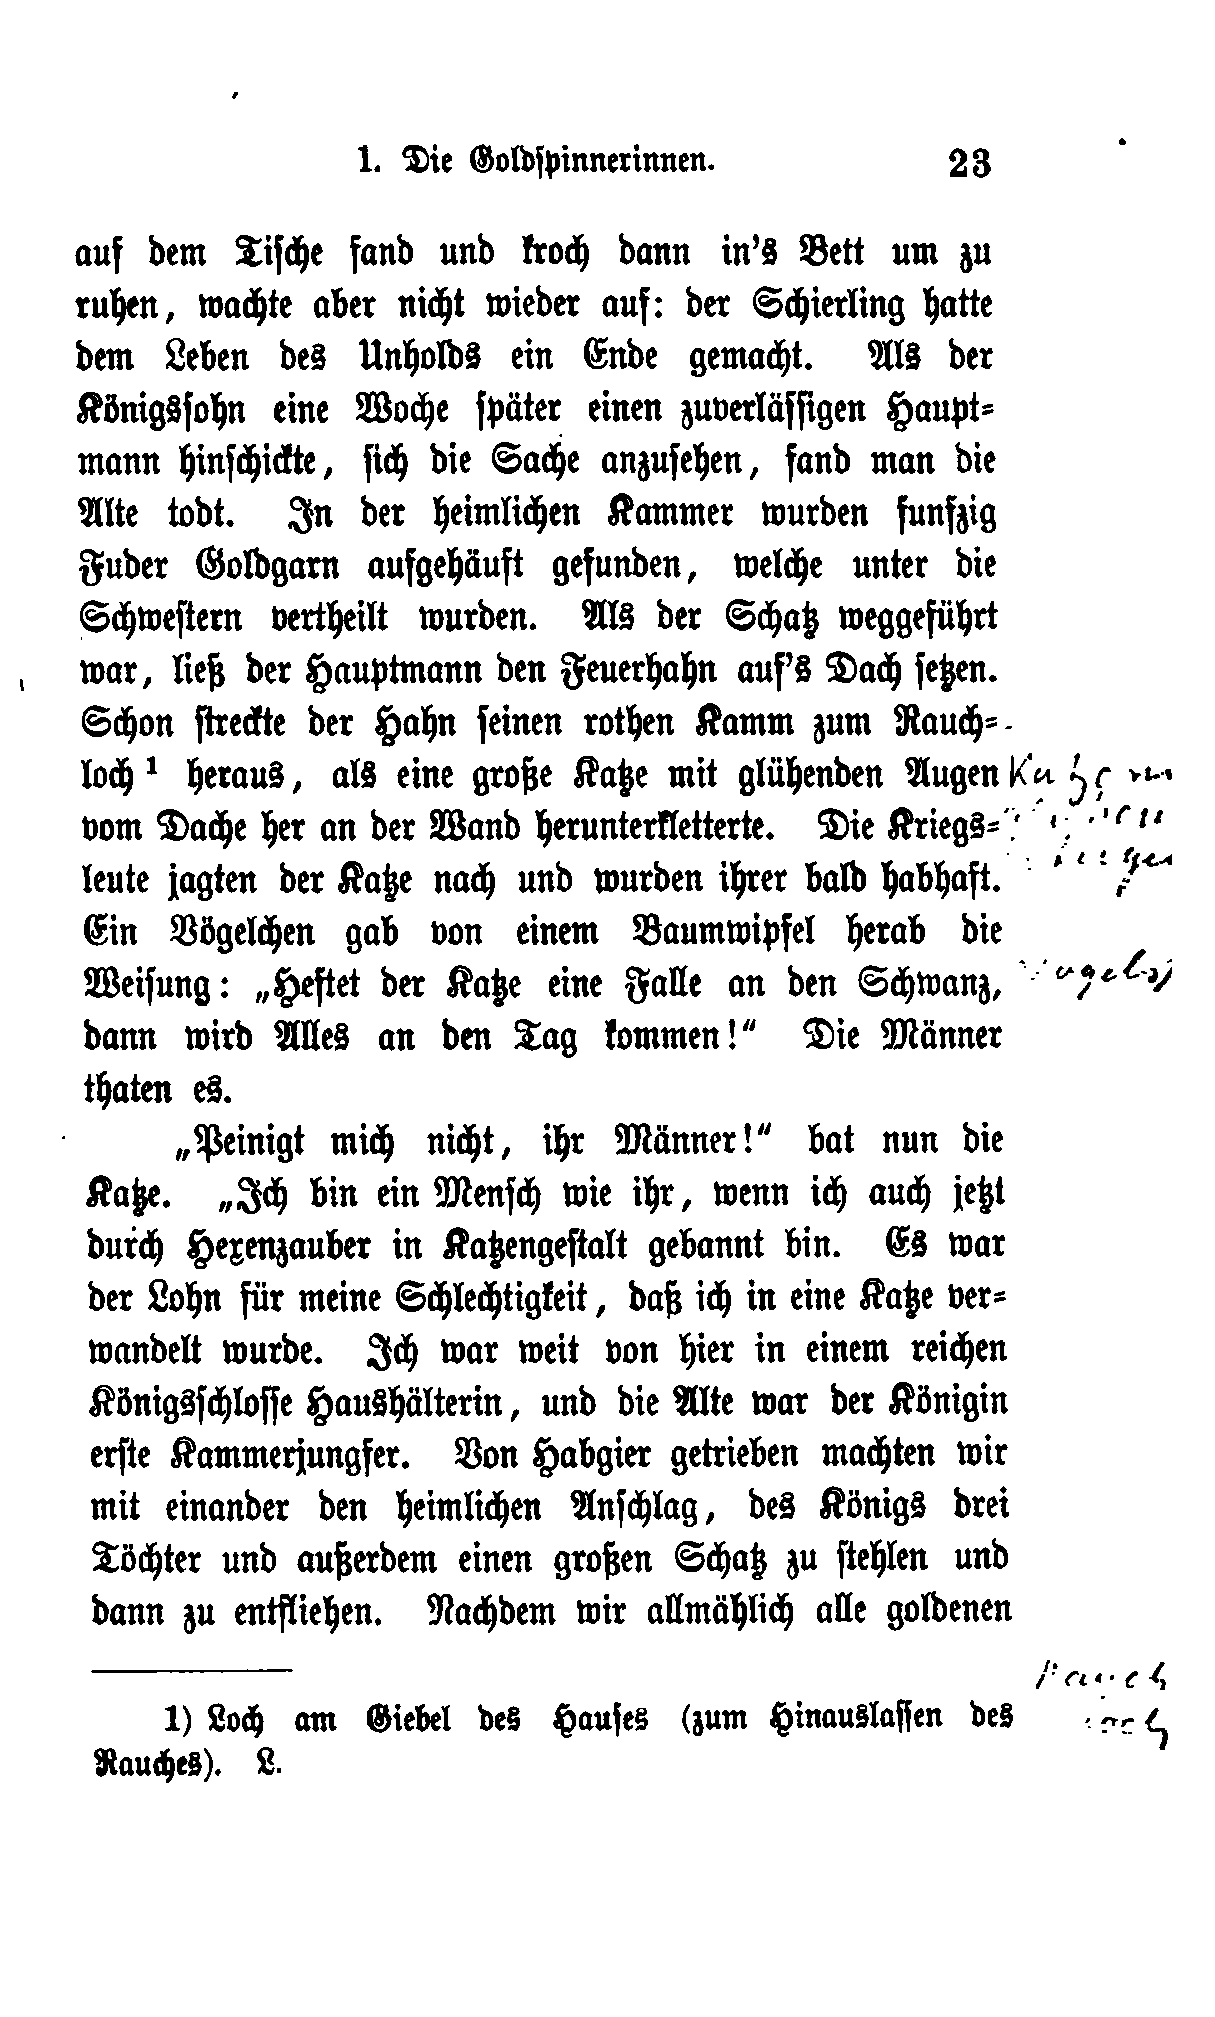 1. Die Goldspinnerinnen. 23
auf dem Tische fand und kroch dann in's Bett um zu
ruhen, wachte aber nicht wieder auf: der Schierling hatte
dem Leben des Unholds ein Ende gemacht. Als der
Königssohn eine Woche später einen zuverlässigen Haupt=
mann hinschickte, sich die Sache anzusehen, fand man die
Alte todt. In der heimlichen Kammer wurden funfzig
Fuder Goldgarn aufgehäuft gefunden, welche unter die
Schwestern vertheilt wurden. Als der Schatz weggeführt
war, ließ der Hauptmann den Feuerhahn auf's Dach setzen.
Schon streckte der Hahn seinen rothen Kamm zum Rauch=
loch ¹ heraus, als eine große Katze mit glühenden Augen
vom Dache her an der Wand herunterkletterte. Die Kriegs=
leute jagten der Katze nach und wurden ihrer bald habhaft.
Ein Vögelchen gab von einem Baumwipfel herab die
Weisung: „Heftet der Katze eine Falle an den Schwanz,
dann wird Alles an den Tag kommen!“ Die Männer
thaten es.
„Peinigt mich nicht, ihr Männer!“ bat nun die
Katze. „Ich bin ein Mensch wie ihr, wenn ich auch jetzt
durch Hexenzauber in Katzengestalt gebannt bin. Es war
der Lohn für meine Schlechtigkeit, daß ich in eine Katze ver=
wandelt wurde. Ich war weit von hier in einem reichen
Königsschlosse Haushälterin, und die Alte war der Königin
erste Kammerjungfer. Von Habgier getrieben machten wir
mit einander den heimlichen Anschlag, des Königs drei
Töchter und außerdem einen großen Schatz zu stehlen und
dann zu entfliehen. Nachdem wir allmählich alle goldenen
1) Loch am Giebel des Hauses (zum Hinauslassen des
Rauches). L.
Rauch
loch